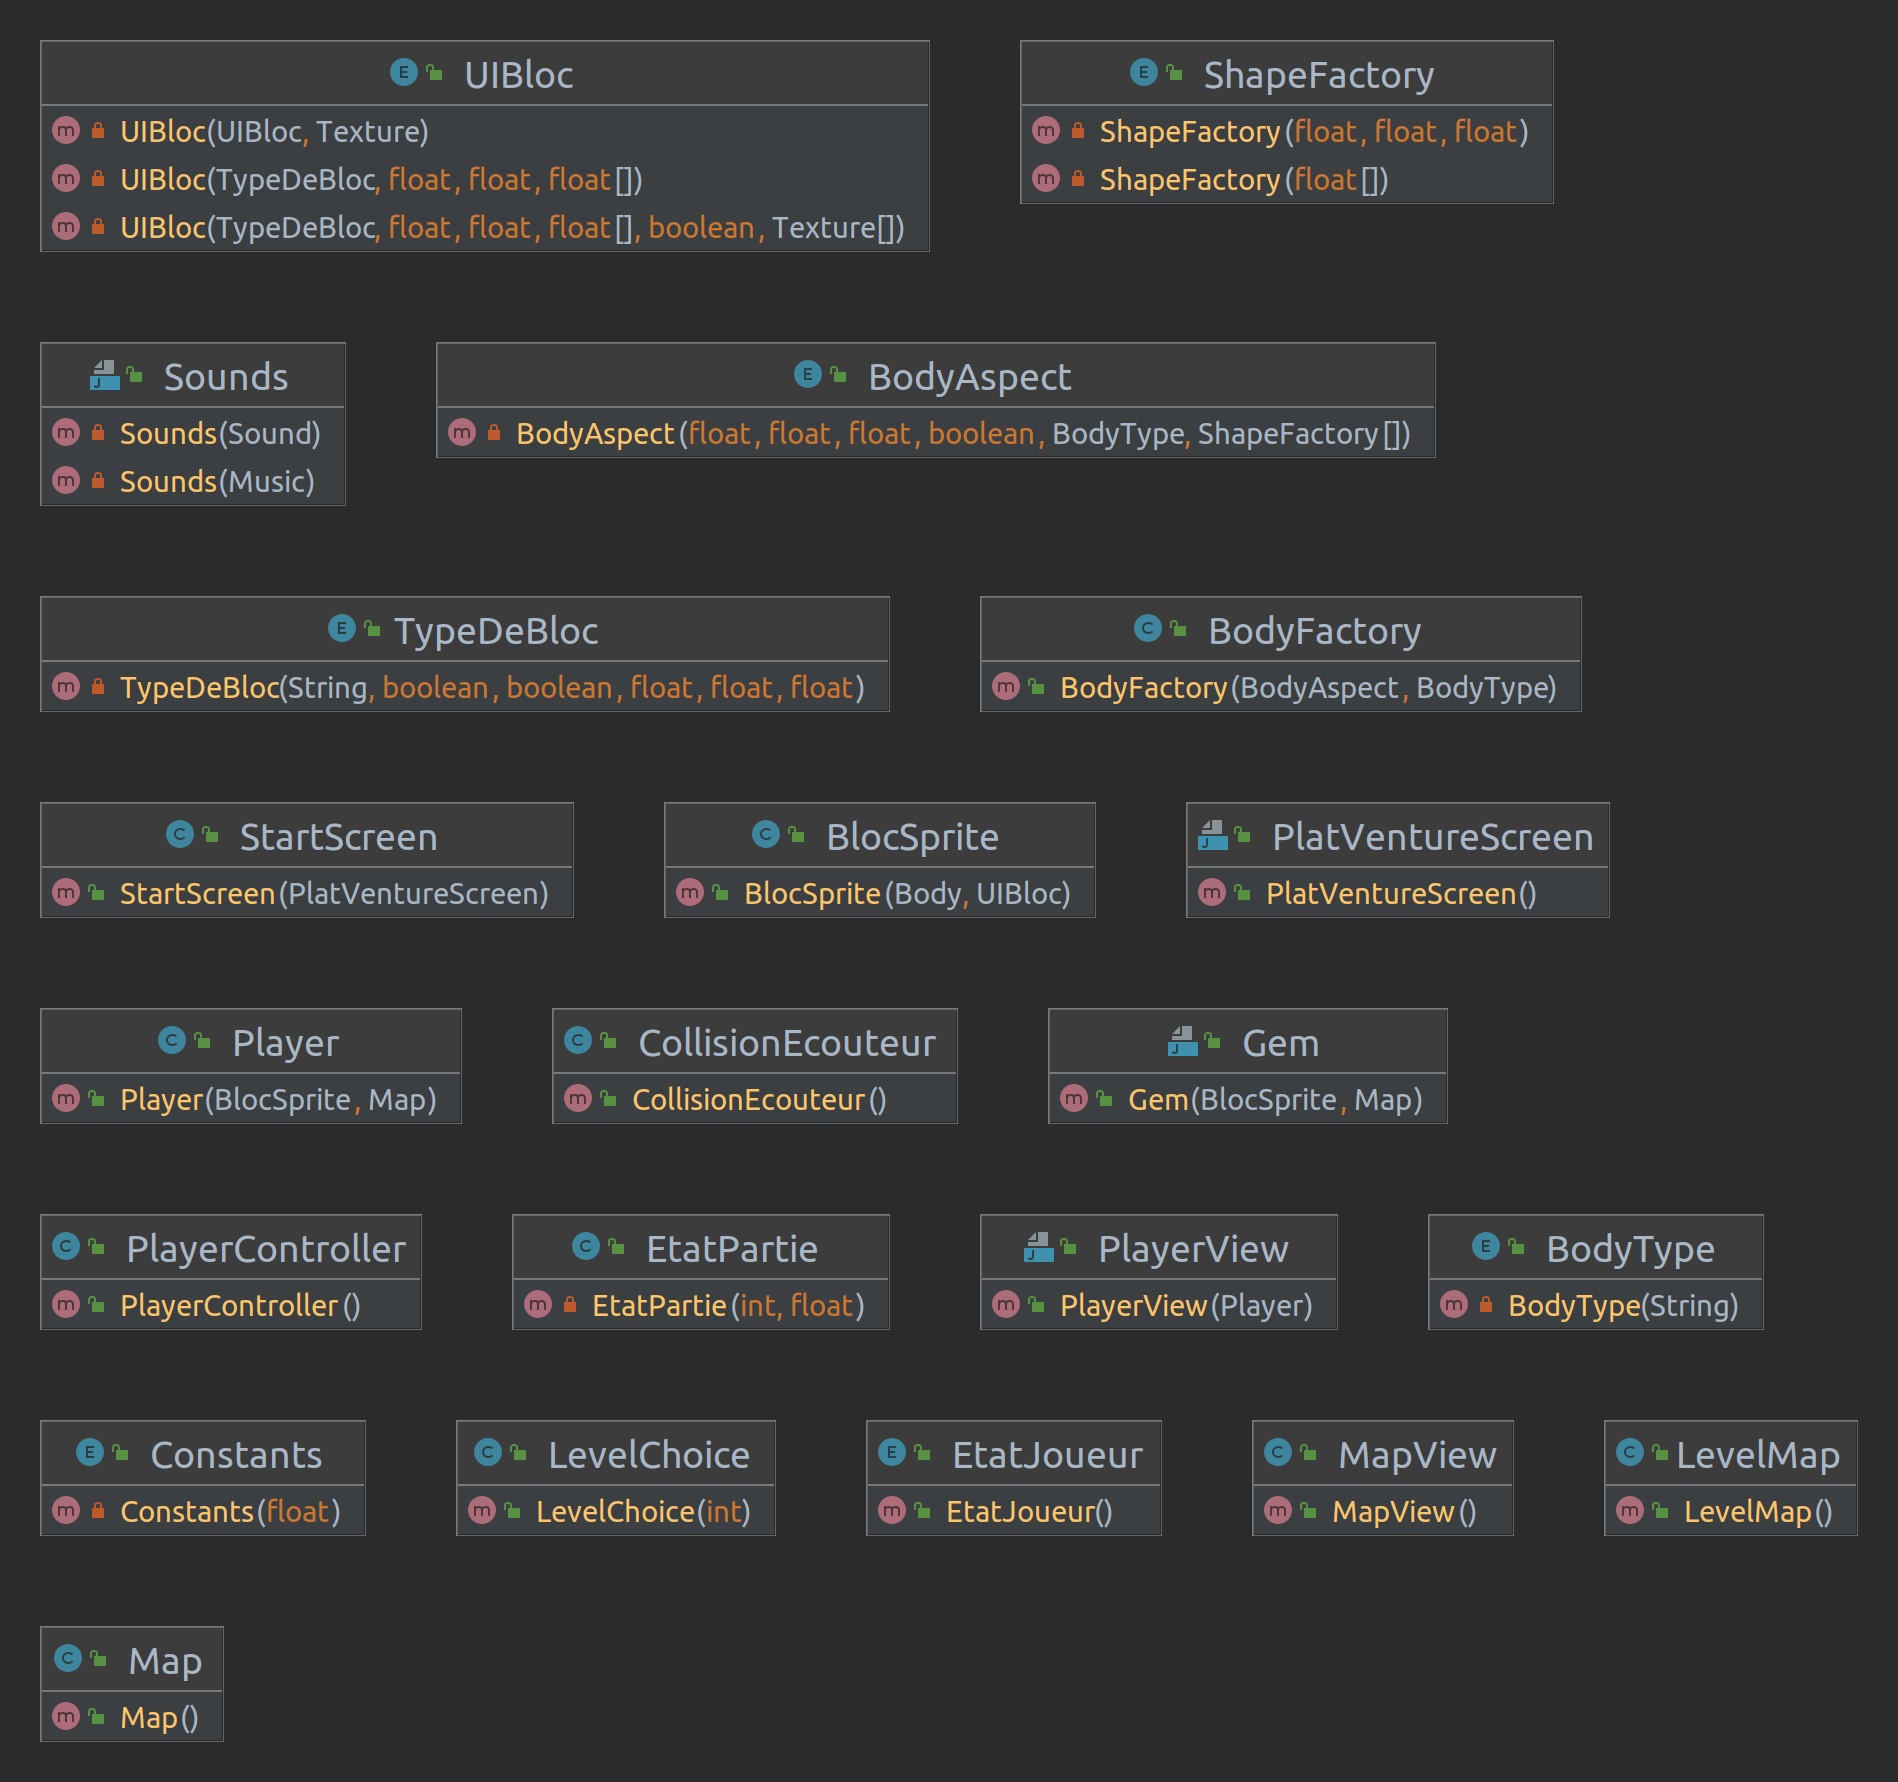 UIBloc
UIBloc(UIBloc, Texture)
UIBloc(TypeDeBloc, float, float, float[])
UIBloc(TypeDeBloc, float, float, float[], boolean, Texture[])
ShapeFactory
ShapeFactory(float, float, float)
ShapeFactory(float[])
Sounds
Sounds(Sound)
Sounds(Music)
BodyAspect
BodyAspect(float, float, float, boolean, BodyType, ShapeFactory[])
TypeDeBloc
TypeDeBloc(String, boolean, boolean, float, float, float)
BodyFactory
BodyFactory(BodyAspect, BodyType)
StartScreen
StartScreen(PlatVentureScreen)
BlocSprite
BlocSprite(Body, UIBloc)
PlatVentureScreen
PlatVentureScreen()
Player
Player(BlocSprite, Map)
CollisionEcouteur
CollisionEcouteur()
Gem
Gem(BlocSprite, Map)
PlayerController
PlayerController()
EtatPartie
EtatPartie(int, float)
PlayerView
PlayerView(Player)
BodyType
BodyType(String)
Constants
Constants(float)
LevelChoice
LevelChoice(int)
EtatJoueur
EtatJoueur()
MapView
MapView()
LevelMap
LevelMap()
Map
Map()